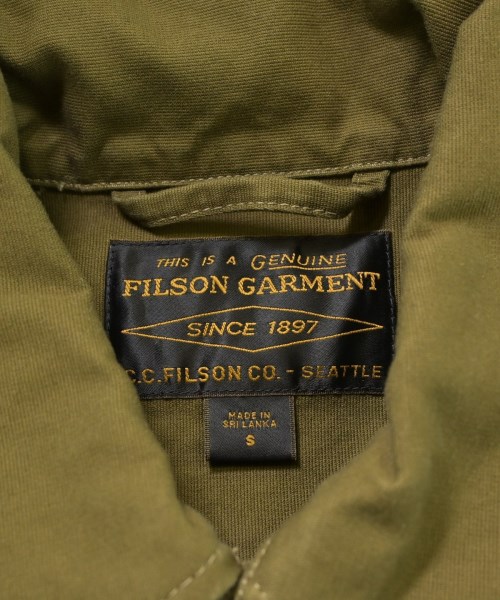 THIS IS A GENUINE
FILSON GARMENT
SINCE 1897
C.C. FILSON CO. - SEATTLE
MADE IN
SRI LANKA
S